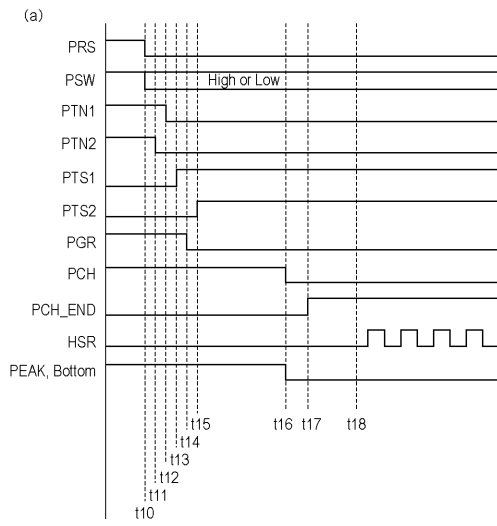 (a)
PRS
PSW High or Low
PTN1
PTN2
PTS1
PTS2
PGR
PCH
PCH_END
HSR
PEAK, Bottom
t15 t16 t17 t18
t14
t13
t12
t11
t10